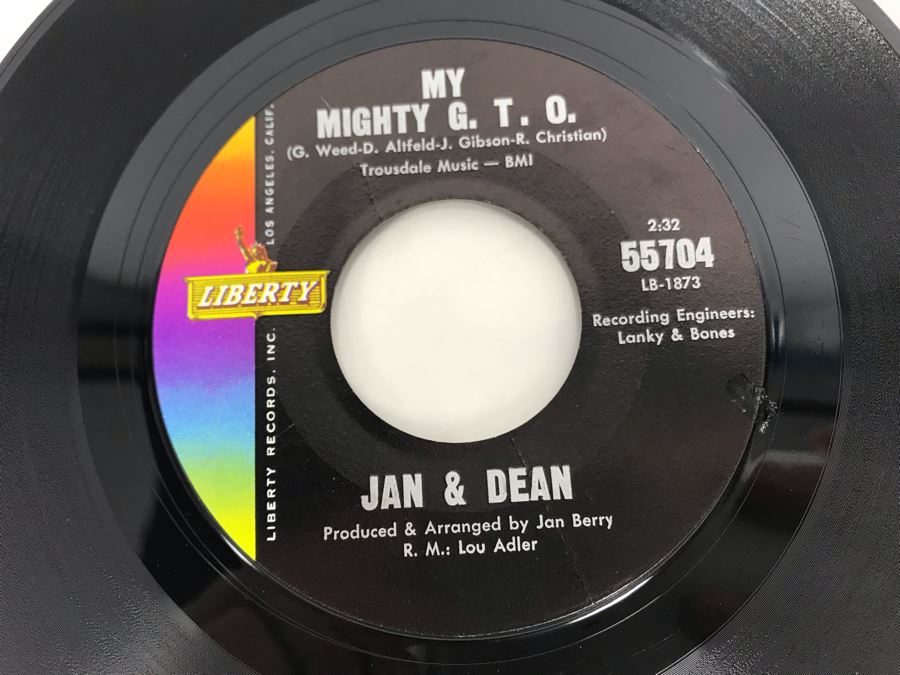 MY
MIGHTY G. T. O.
(G. Weed-D. Altfeld-J. Gibson-R. Christian)
Trousdale Music — BMI
2:32
55704
LB-1873
Recording Engineers:
Lanky & Bones
LIBERTY
LIBERTY RECORDS, INC. LOS ANGELES, CALIF.
JAN & DEAN
Produced & Arranged by Jan Berry
R. M.: Lou Adler